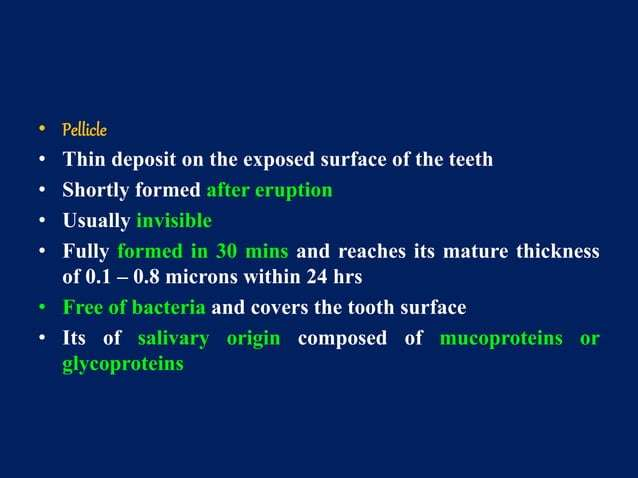 • Pellicle
• Thin deposit on the exposed surface of the teeth
• Shortly formed after eruption
• Usually invisible
• Fully formed in 30 mins and reaches its mature thickness
of 0.1 – 0.8 microns within 24 hrs
• Free of bacteria and covers the tooth surface
• Its of salivary origin composed of mucoproteins or
glycoproteins